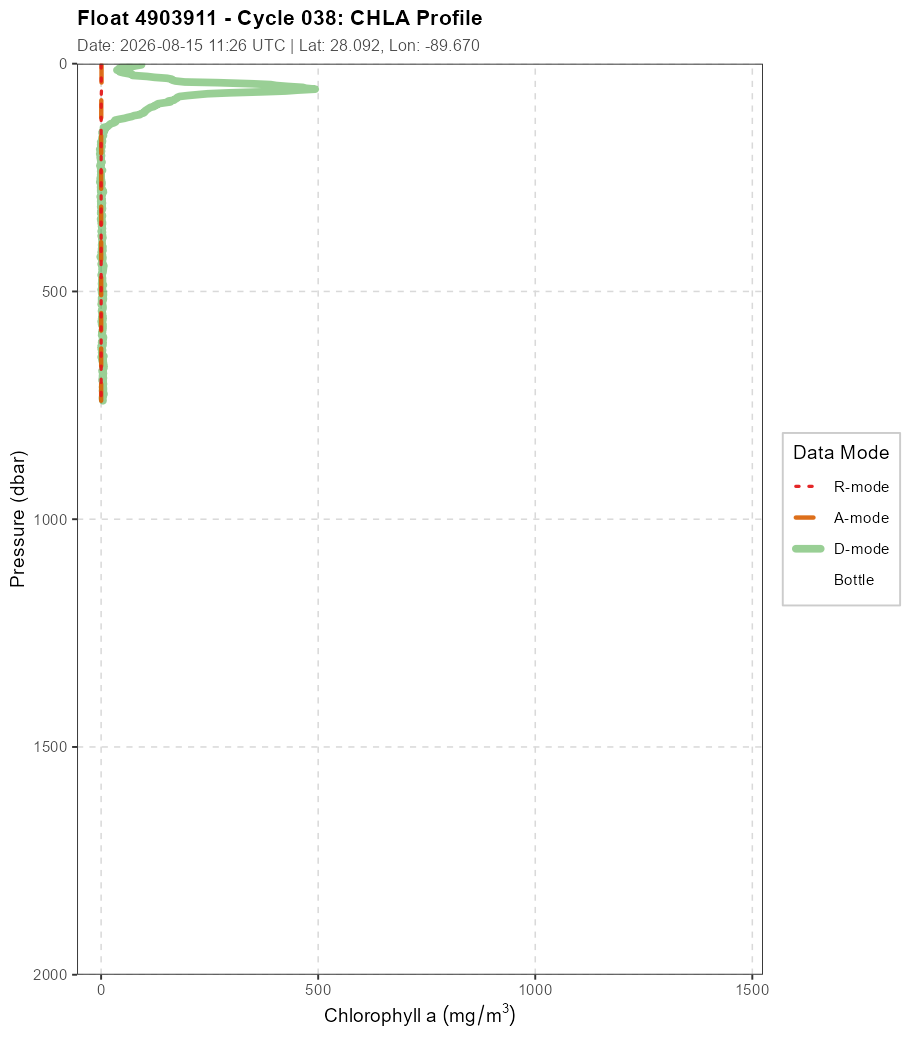 Float 4903911 - Cycle 038: CHLA Profile
Date: 2026-08-15 11:26 UTC | Lat: 28.092, Lon: -89.670
0
500
1000
1500
2000
Pressure (dbar)
0 500 1000 1500
Chlorophyll a (mg/m³)
Data Mode
R-mode
A-mode
D-mode
Bottle